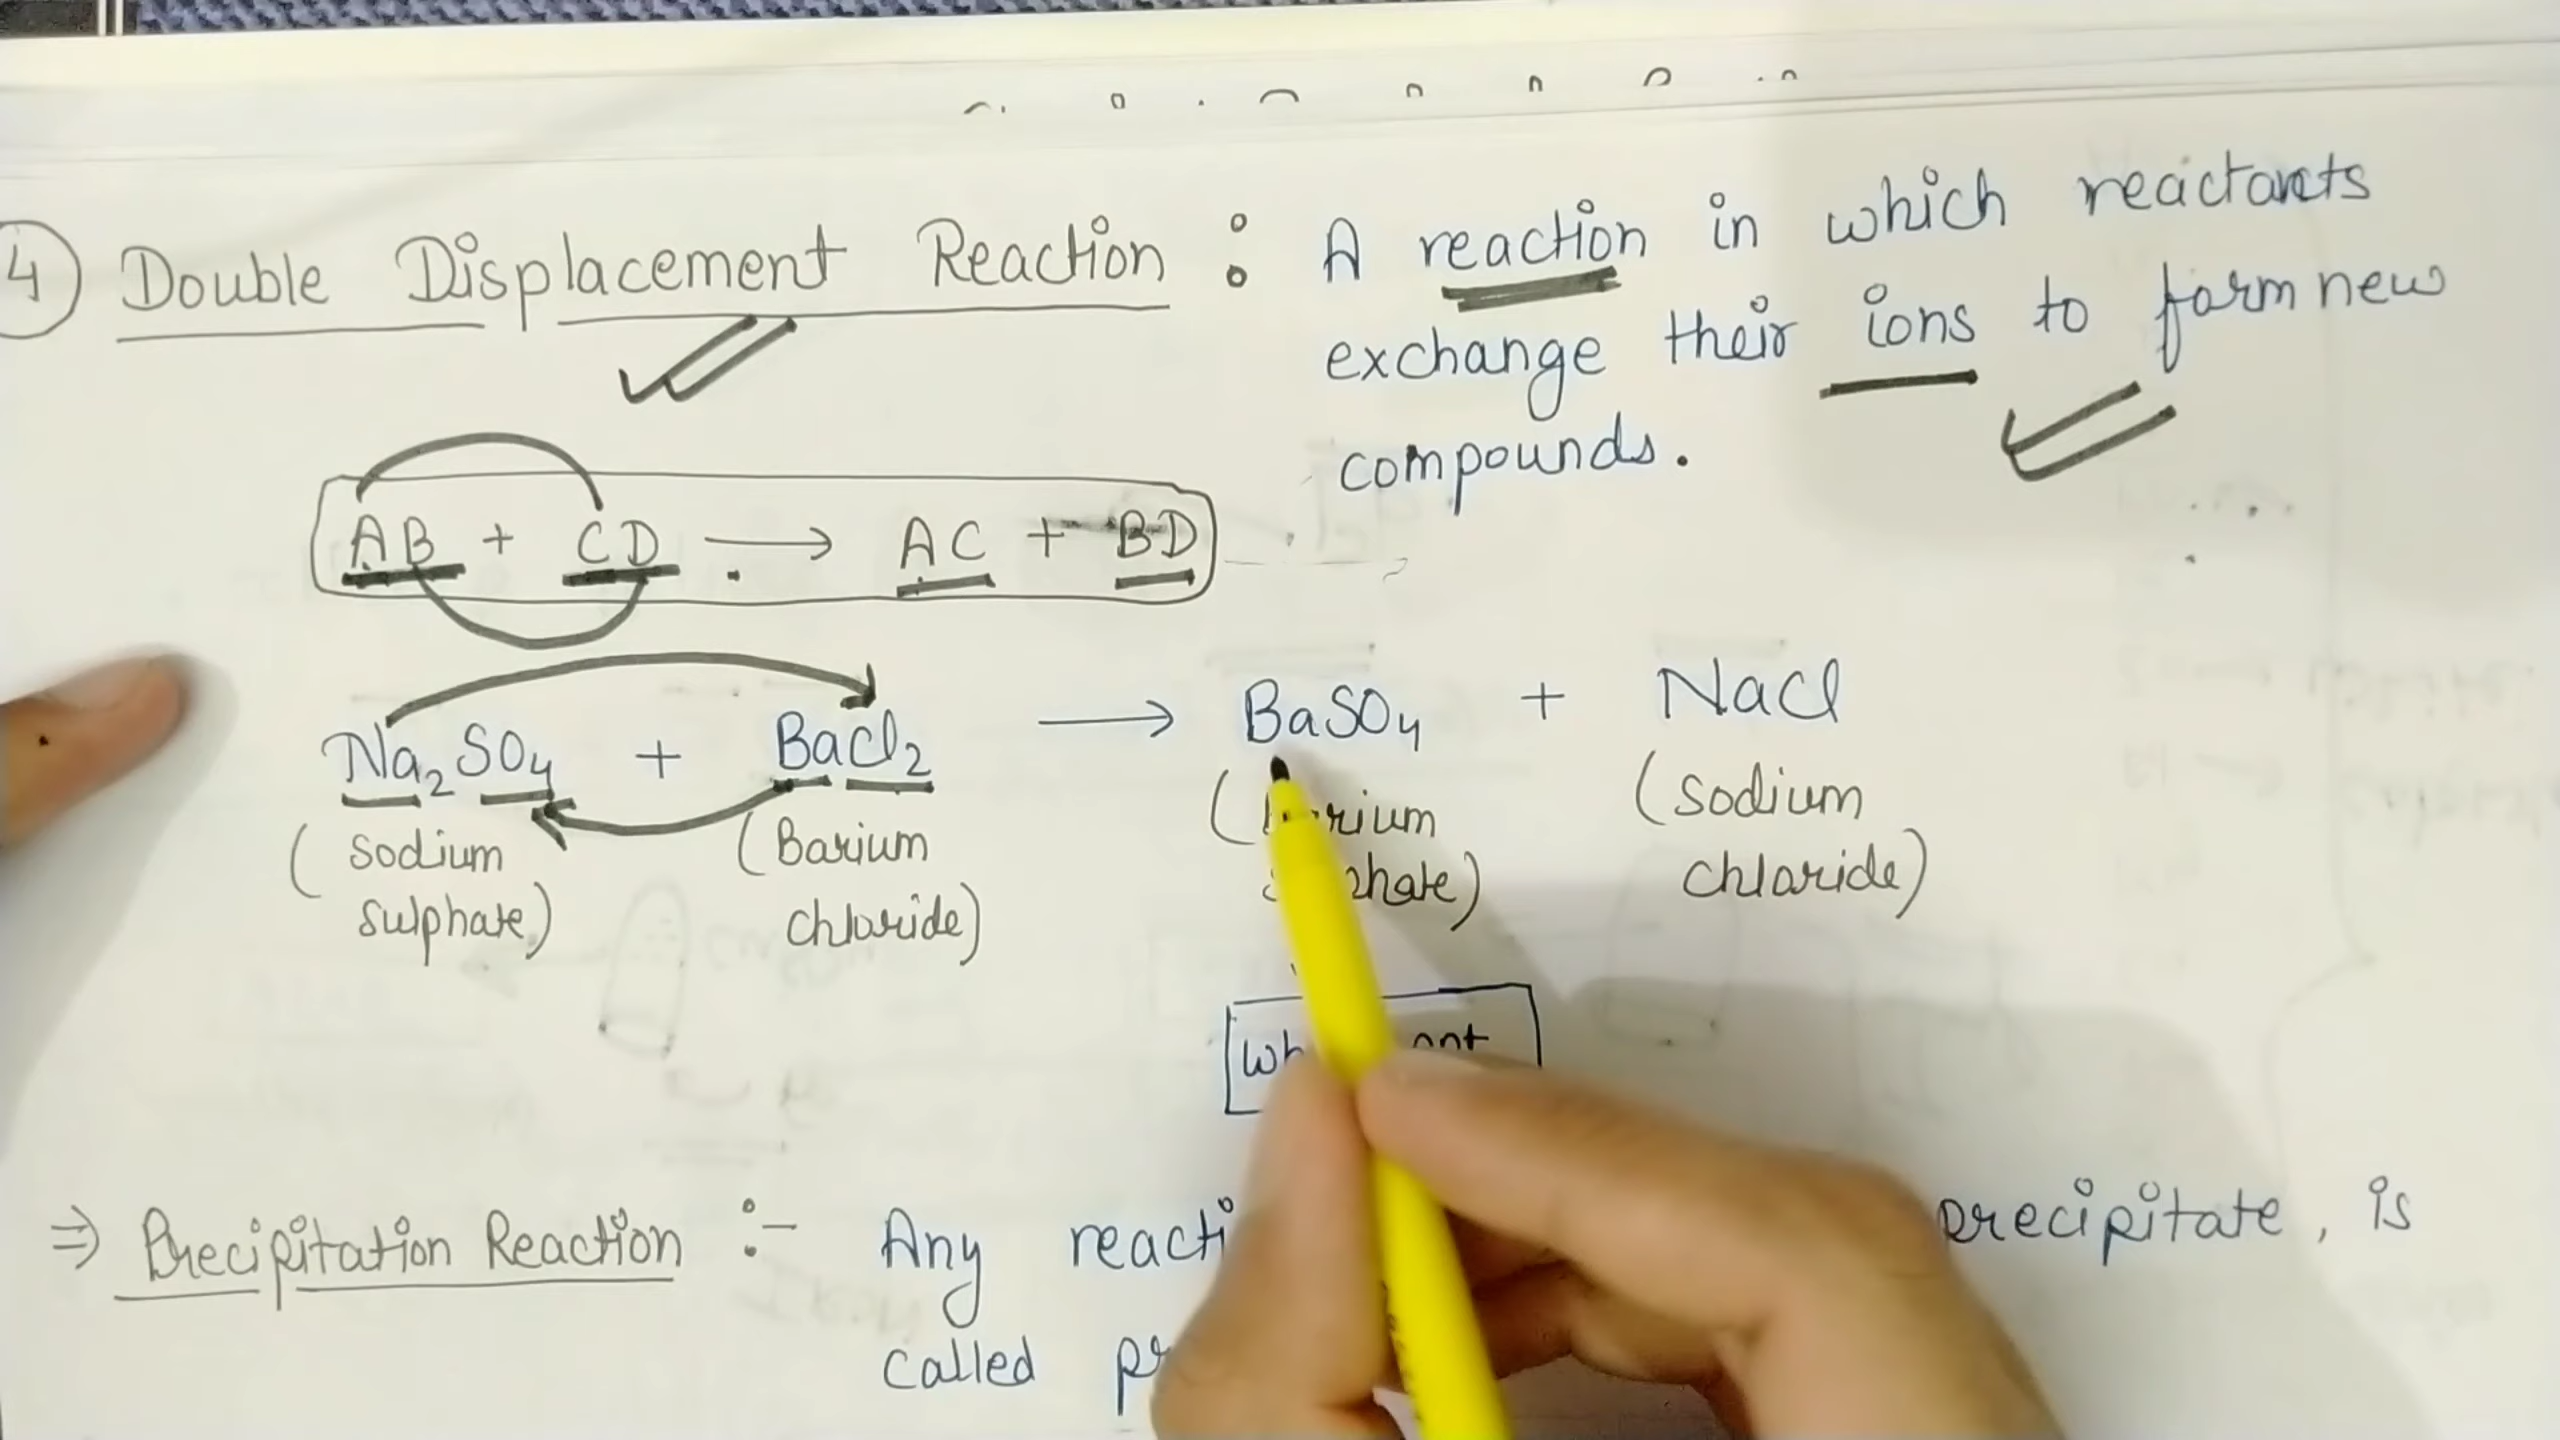 4 Double Displacement Reaction : A reaction in which reactants
exchange their ions to form new
compounds.
AB + CD → AC + BD
Na₂SO₄ + BaCl₂ → BaSO₄ + NaCl
(Sodium sulphate) (Barium chloride) (sodium chloride)
⇒ Precipitation Reaction :- Any precipitate, is
called